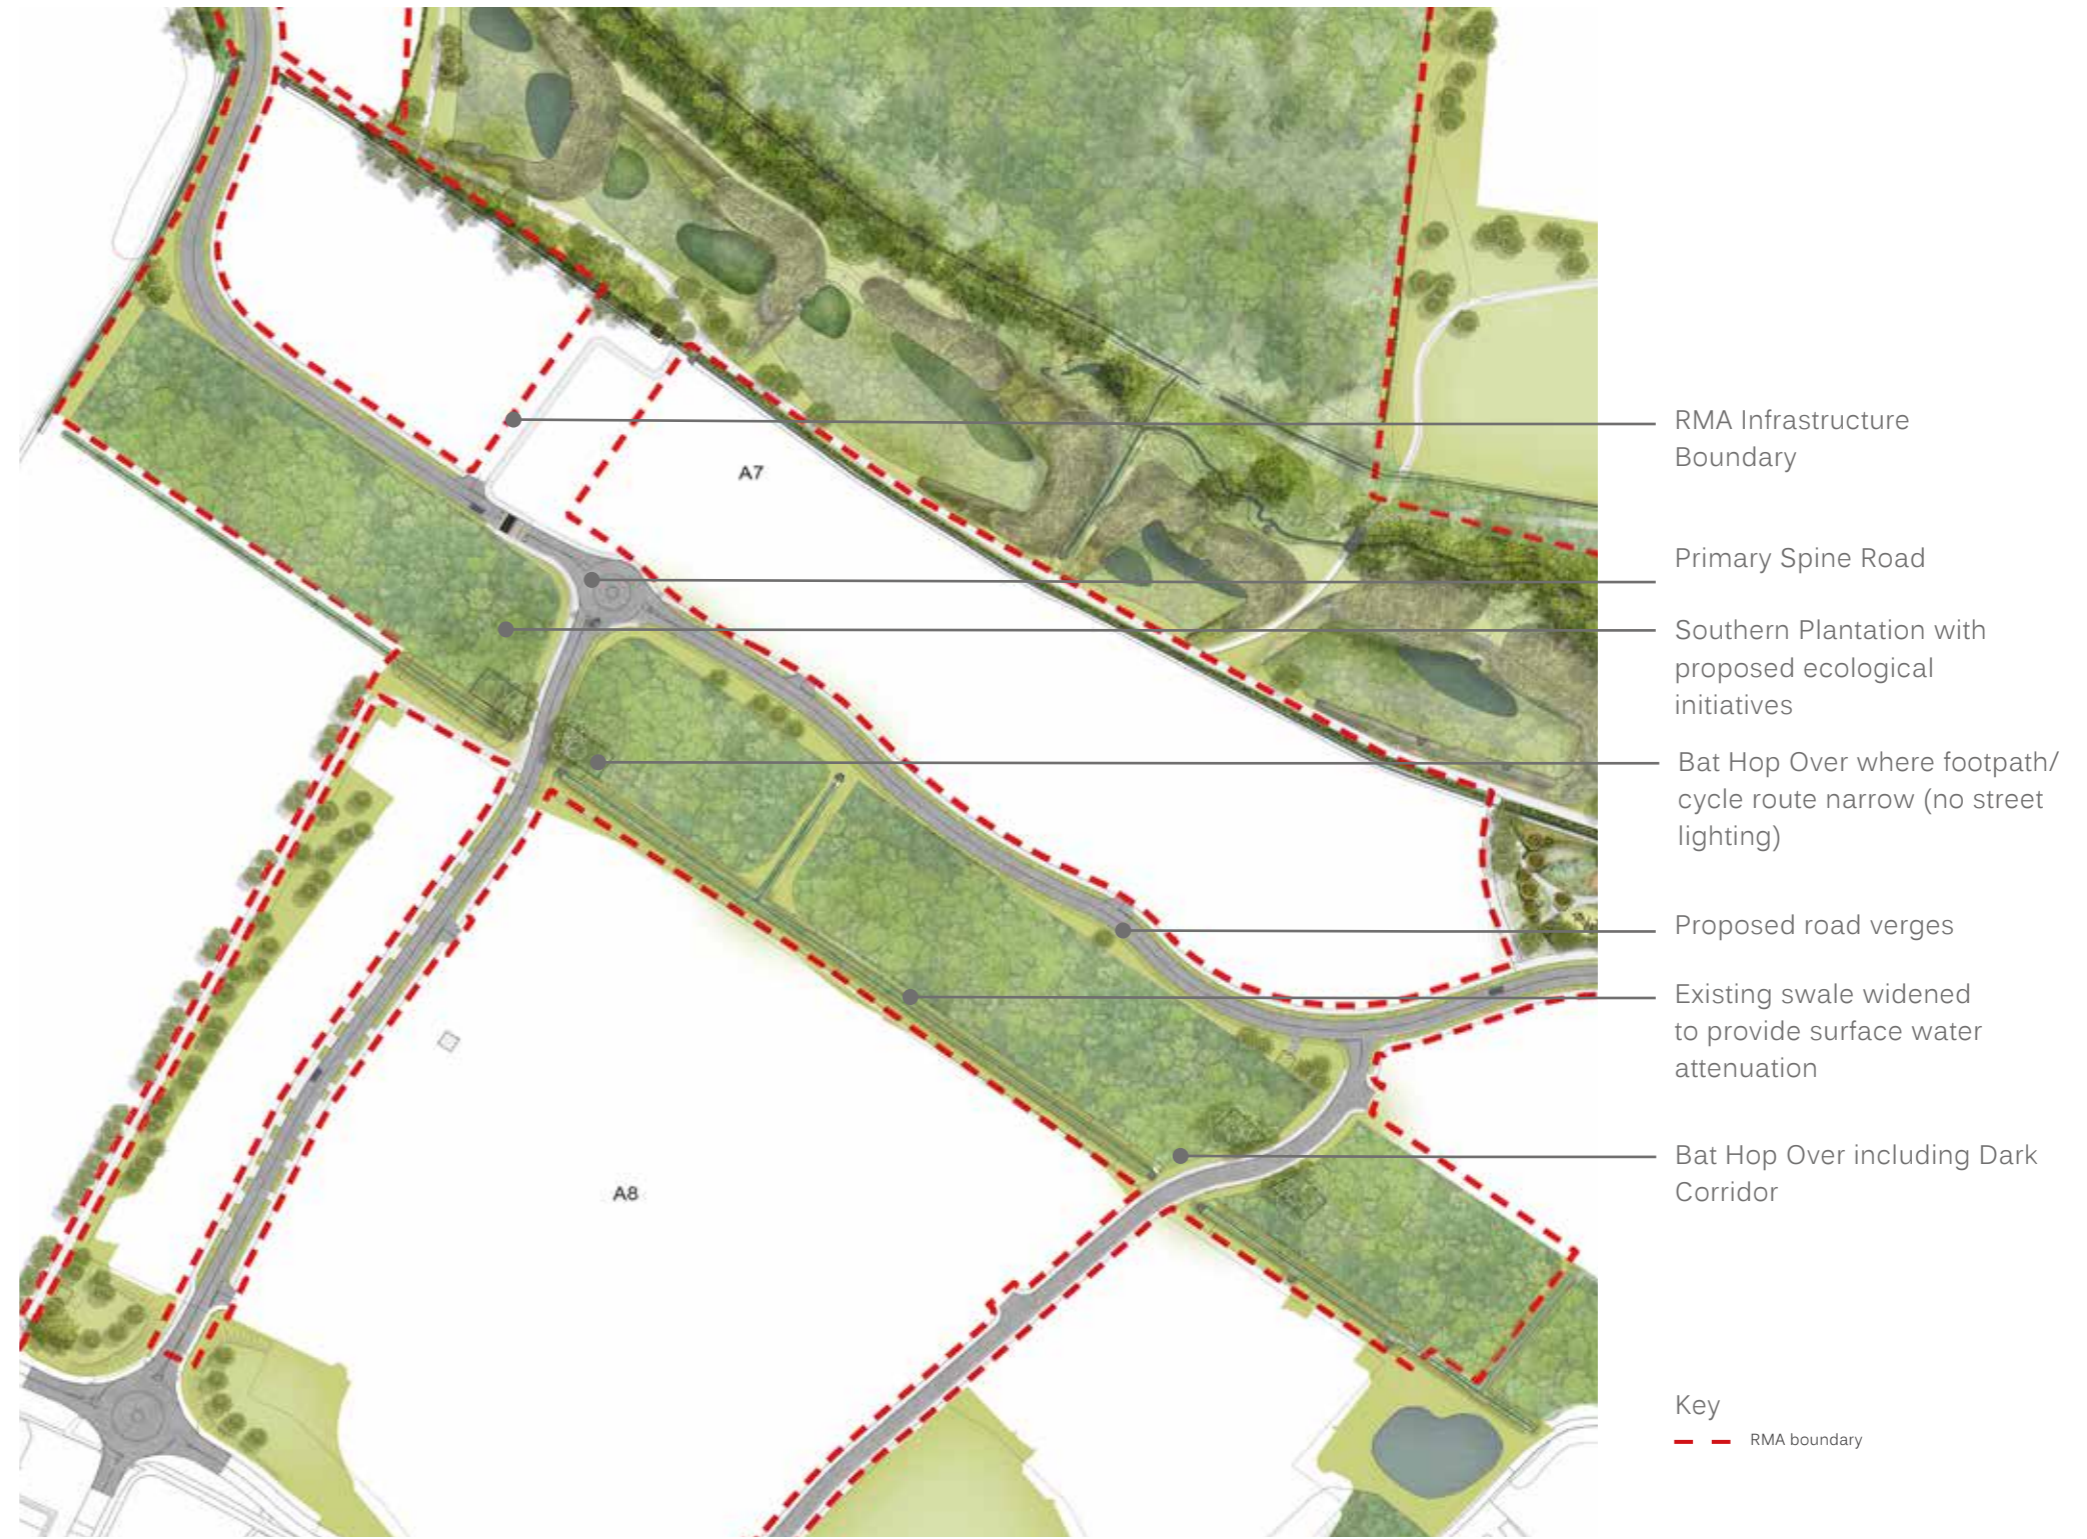 RMA Infrastructure
Boundary
A7
Primary Spine Road
Southern Plantation with
proposed ecological
initiatives
Bat Hop Over where footpath/
cycle route narrow (no street
lighting)
Proposed road verges
Existing swale widened
to provide surface water
attenuation
Bat Hop Over including Dark
Corridor
A8
Key
RMA boundary